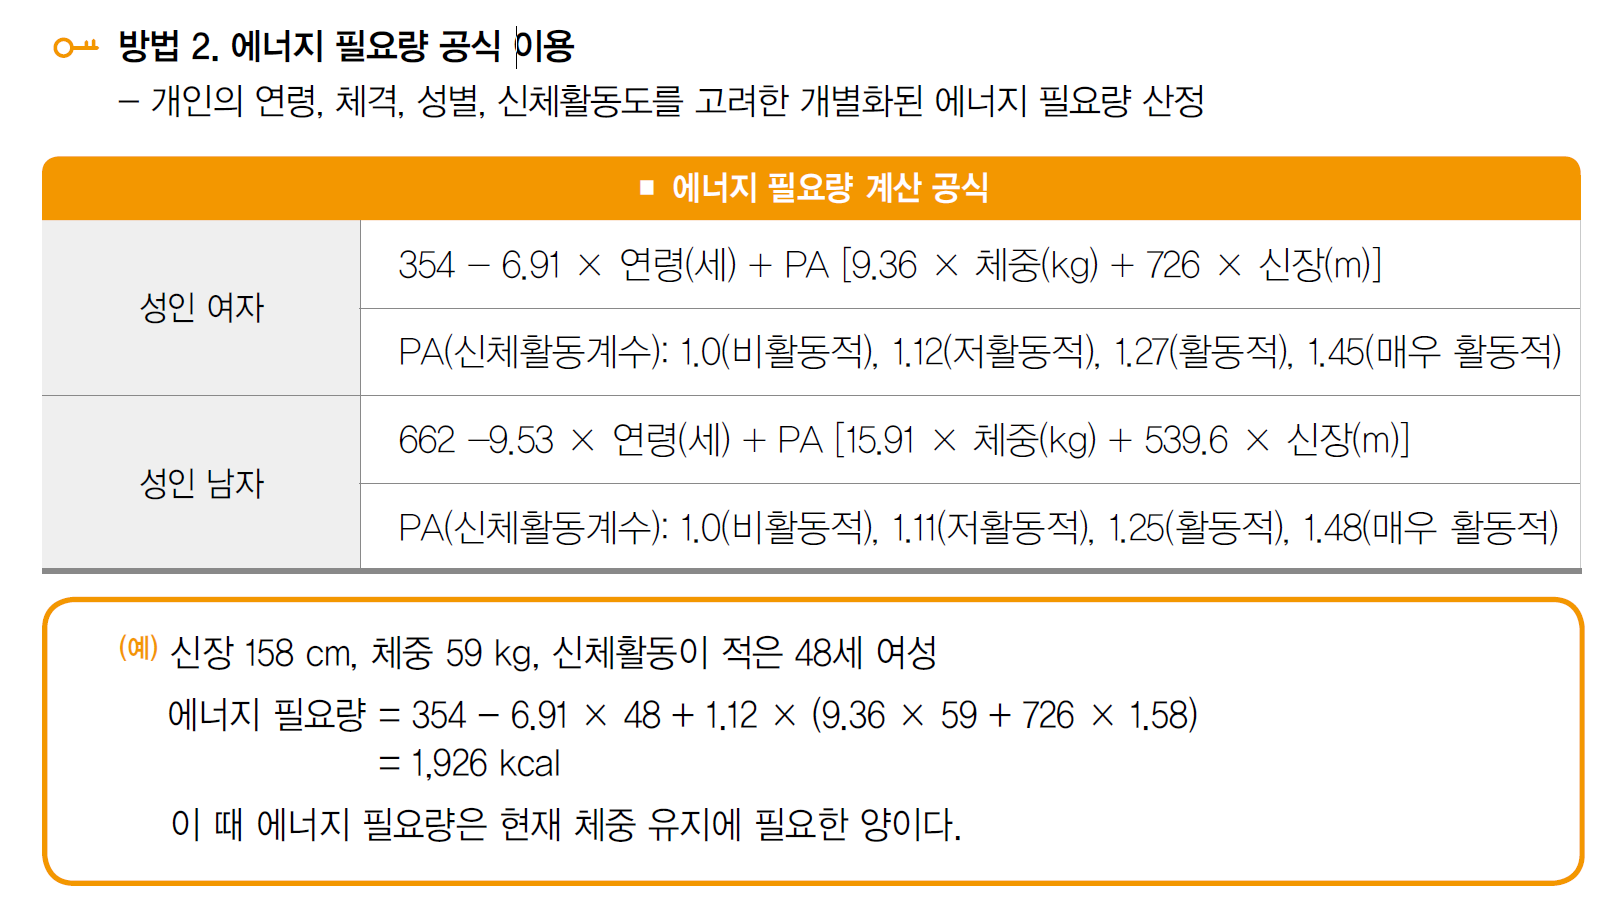 방법 2. 에너지 필요량 공식 이용
– 개인의 연령, 체격, 성별, 신체활동도를 고려한 개별화된 에너지 필요량 산정
■ 에너지 필요량 계산 공식
성인 여자
354 – 6.91 × 연령(세) + PA [9.36 × 체중(kg) + 726 × 신장(m)]
PA(신체활동계수): 1.0(비활동적), 1.12(저활동적), 1.27(활동적), 1.45(매우 활동적)
성인 남자
662 –9.53 × 연령(세) + PA [15.91 × 체중(kg) + 539.6 × 신장(m)]
PA(신체활동계수): 1.0(비활동적), 1.11(저활동적), 1.25(활동적), 1.48(매우 활동적)
(예) 신장 158 cm, 체중 59 kg, 신체활동이 적은 48세 여성
에너지 필요량 = 354 – 6.91 × 48 + 1.12 × (9.36 × 59 + 726 × 1.58)
= 1,926 kcal
이 때 에너지 필요량은 현재 체중 유지에 필요한 양이다.